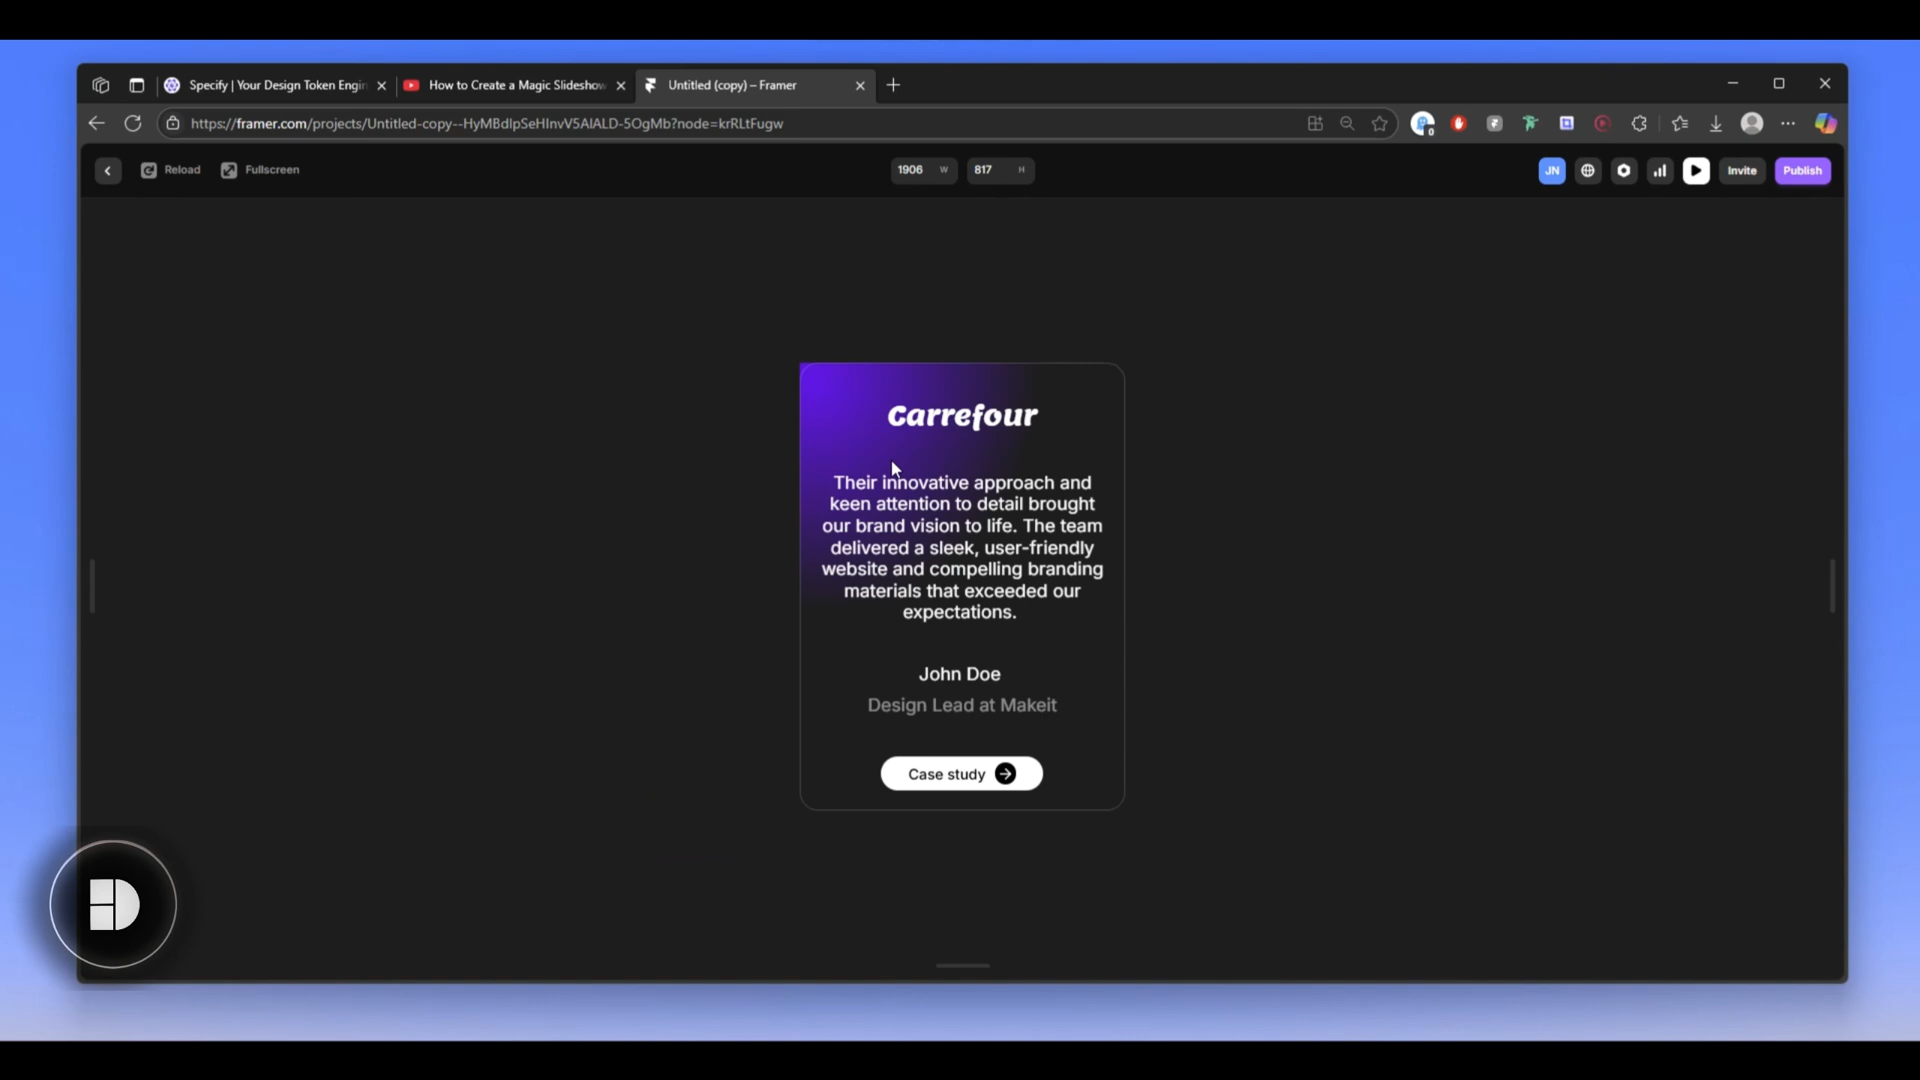 Specify | Your Design Token Engin
How to Create a Magic Slideshow
Untitled (copy) – Framer
https://framer.com/projects/Untitled-copy--HyMBdlpSeHInvV5AlALD-5OgMb?node=krRLtFugw
0
Reload
Fullscreen
1906 W
817 H
JN
Invite
Publish
Carrefour
Their innovative approach and
keen attention to detail brought
our brand vision to life. The team
delivered a sleek, user-friendly
website and compelling branding
materials that exceeded our
expectations.
John Doe
Design Lead at Makeit
Case study